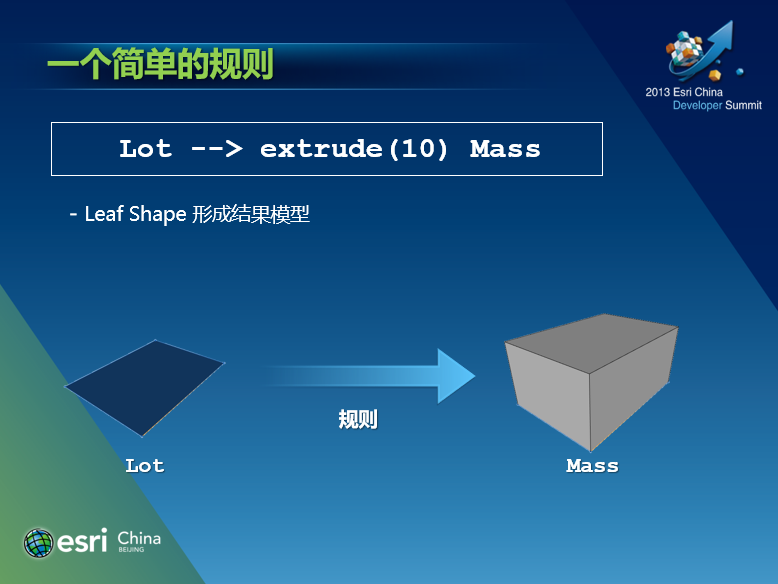 一个简单的规则
2013 Esri China
Developer Summit
Lot --> extrude(10) Mass
- Leaf Shape 形成结果模型
规则
Lot
Mass
esri China
BEIJING